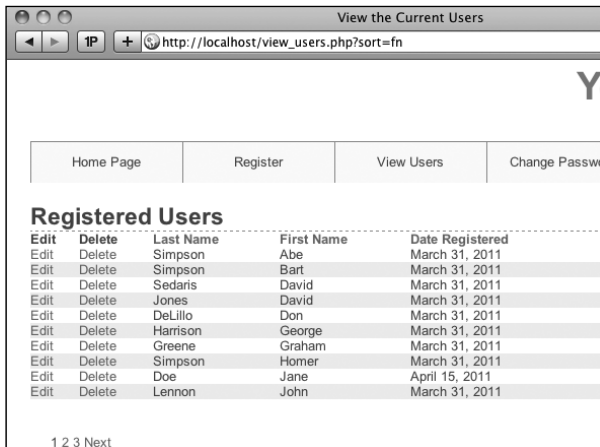 View the Current Users
1P + http://localhost/view_users.php?sort=fn
Y
Home Page Register View Users Change Passwo
Registered Users
Edit Delete Last Name First Name Date Registered
Edit Delete Simpson Abe March 31, 2011
Edit Delete Simpson Bart March 31, 2011
Edit Delete Sedaris David March 31, 2011
Edit Delete Jones David March 31, 2011
Edit Delete DeLillo Don March 31, 2011
Edit Delete Harrison George March 31, 2011
Edit Delete Greene Graham March 31, 2011
Edit Delete Simpson Homer March 31, 2011
Edit Delete Doe Jane April 15, 2011
Edit Delete Lennon John March 31, 2011
1 2 3 Next